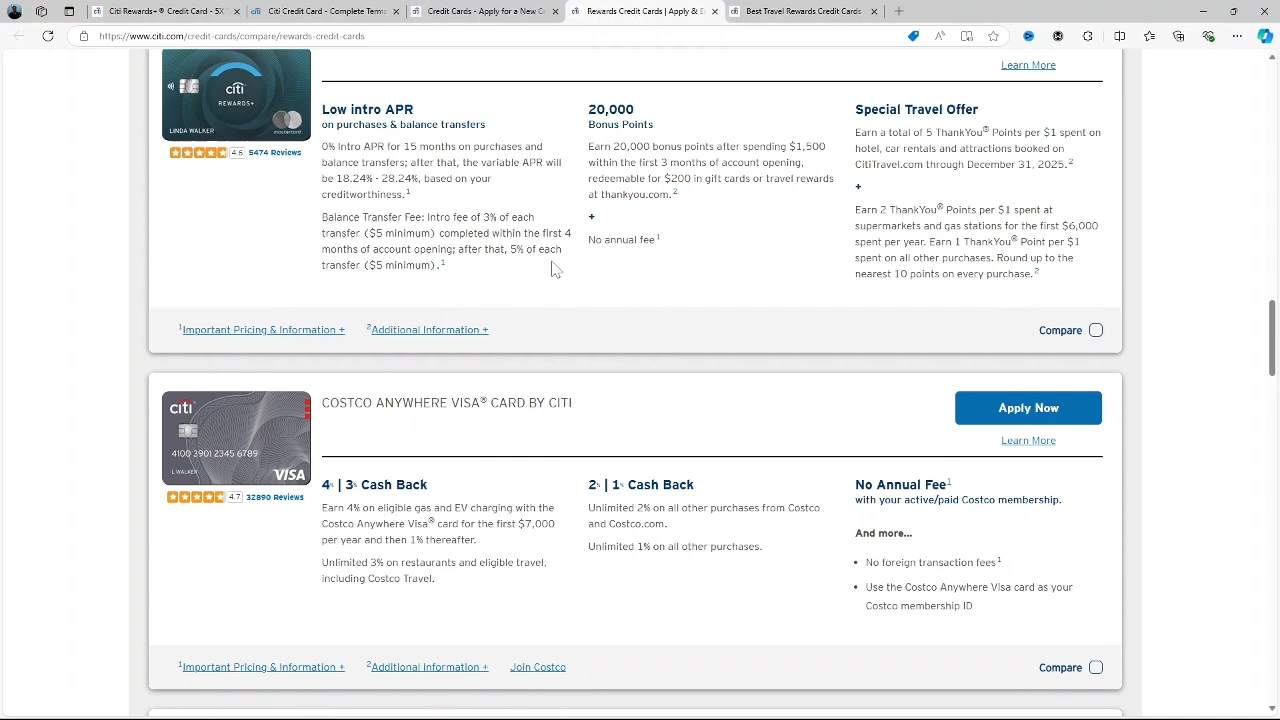 Citi Rewards+® Credit Card - 5X
Citi Credit Card - Complete Terms
Credit Cards - Apply for a New C
Rewards Credit Cards | Apply & E
Best Travel Rewards Credit Cards
https://www.citi.com/credit-cards/compare/rewards-credit-cards
citi
REWARDS+
LINDA WALKER
mastercard
4.6 5474 Reviews
Learn More
Low intro APR
on purchases & balance transfers
0% Intro APR for 15 months on purchases and
balance transfers; after that, the variable APR will
be 18.24% - 28.24%, based on your
creditworthiness.1
Balance Transfer Fee: Intro fee of 3% of each
transfer ($5 minimum) completed within the first 4
months of account opening; after that, 5% of each
transfer ($5 minimum).1
20,000
Bonus Points
Earn 20,000 bonus points after spending $1,500
within the first 3 months of account opening,
redeemable for $200 in gift cards or travel rewards
at thankyou.com.2
+
No annual fee1
Special Travel Offer
Earn a total of 5 ThankYou® Points per $1 spent on
hotel, car rentals and attractions booked on
CitiTravel.com through December 31, 2025.2
+
Earn 2 ThankYou® Points per $1 spent at
supermarkets and gas stations for the first $6,000
spent per year. Earn 1 ThankYou® Point per $1
spent on all other purchases. Round up to the
nearest 10 points on every purchase.2
1Important Pricing & Information +
2Additional Information +
Compare
citi
4100 3901 2345 6789
L WALKER
VISA
4.7 32890 Reviews
COSTCO ANYWHERE VISA® CARD BY CITI
Apply Now
Learn More
4% | 3% Cash Back
Earn 4% on eligible gas and EV charging with the
Costco Anywhere Visa® card for the first $7,000
per year and then 1% thereafter.
Unlimited 3% on restaurants and eligible travel,
including Costco Travel.
2% | 1% Cash Back
Unlimited 2% on all other purchases from Costco
and Costco.com.
Unlimited 1% on all other purchases.
No Annual Fee1
with your active/paid Costco membership.
And more...
• No foreign transaction fees1
• Use the Costco Anywhere Visa card as your
Costco membership ID
1Important Pricing & Information +
2Additional Information +
Join Costco
Compare